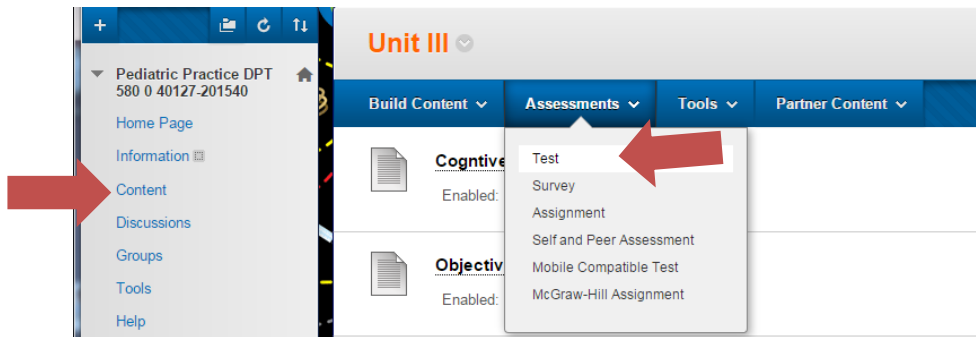 Pediatric Practice DPT
580 0 40127-201540
Home Page
Information
Content
Discussions
Groups
Tools
Help
Unit III
Build Content
Assessments
Tools
Partner Content
Cogntive
Enabled:
Objectiv
Enabled:
Test
Survey
Assignment
Self and Peer Assessment
Mobile Compatible Test
McGraw-Hill Assignment